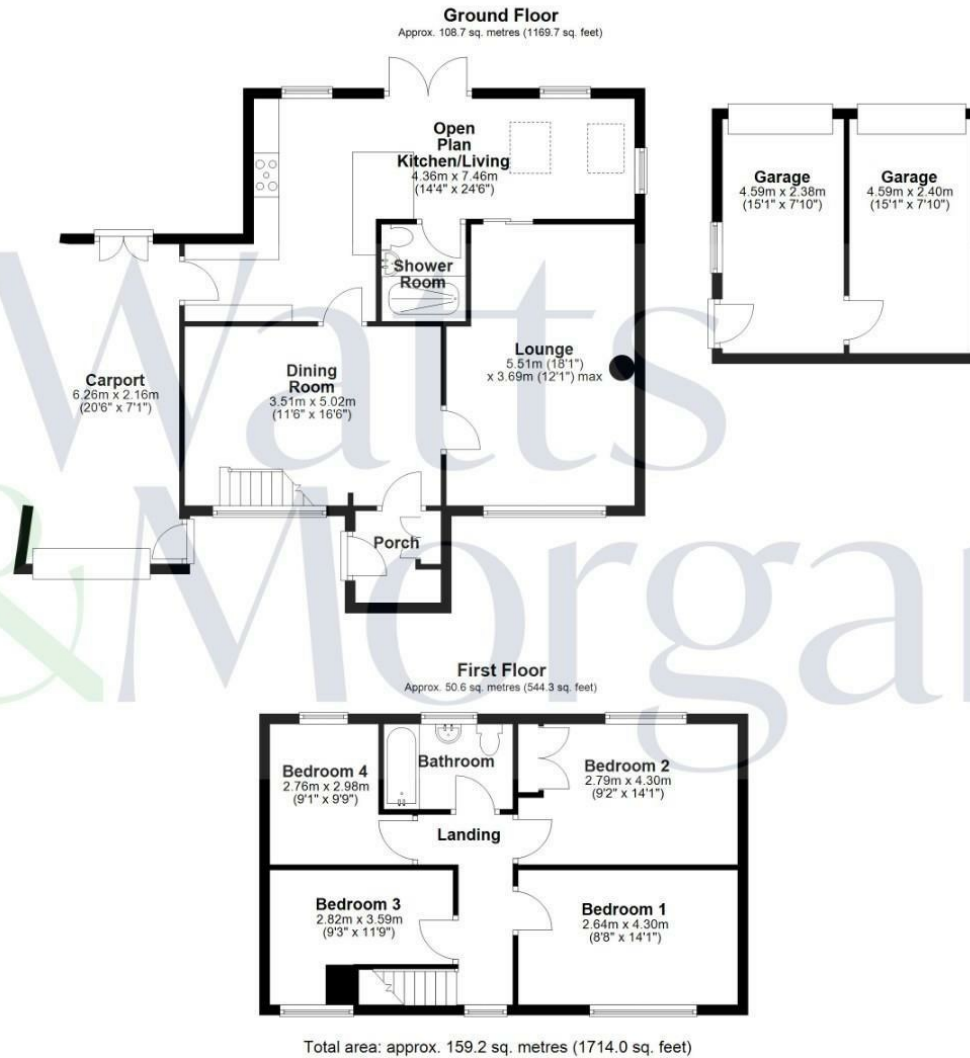 Ground Floor
Approx. 108.7 sq. metres (1169.7 sq. feet)
Open
Plan
Kitchen/Living
4.36m x 7.46m
(14'4" x 24'6")
Garage
4.59m x 2.38m
(15'1" x 7'10")
Garage
4.59m x 2.40m
(15'1" x 7'10")
Shower
Room
Lounge
5.51m (18'1")
x 3.69m (12'1") max
Dining
Room
3.51m x 5.02m
(11'6" x 16'6")
Carport
6.26m x 2.16m
(20'6" x 7'1")
Porch
Watts
& Morgan
First Floor
Approx. 50.6 sq. metres (544.3 sq. feet)
Bedroom 4
2.76m x 2.98m
(9'1" x 9'9")
Bathroom
Bedroom 2
2.79m x 4.30m
(9'2" x 14'1")
Landing
Bedroom 3
2.82m x 3.59m
(9'3" x 11'9")
Bedroom 1
2.64m x 4.30m
(8'8" x 14'1")
Total area: approx. 159.2 sq. metres (1714.0 sq. feet)